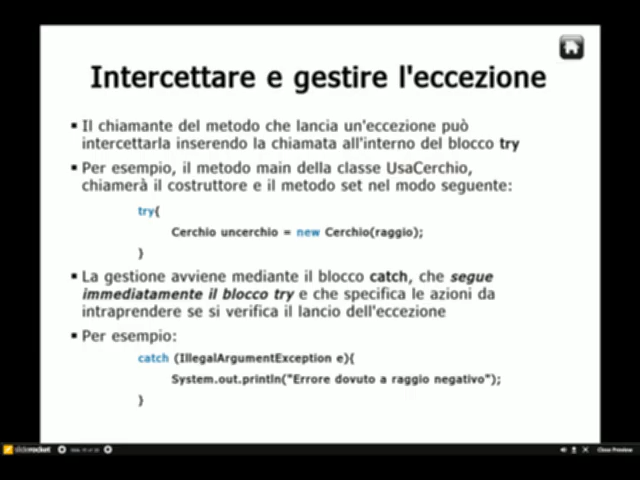 Intercettare e gestire l'eccezione
▪ Il chiamante del metodo che lancia un'eccezione può
intercettarla inserendo la chiamata all'interno del blocco try
▪ Per esempio, il metodo main della classe UsaCerchio,
chiamerà il costruttore e il metodo set nel modo seguente:
try{
Cerchio uncerchio = new Cerchio(raggio);
}
▪ La gestione avviene mediante il blocco catch, che segue
immediatamente il blocco try e che specifica le azioni da
intraprendere se si verifica il lancio dell'eccezione
▪ Per esempio:
catch (IllegalArgumentException e){
System.out.println("Errore dovuto a raggio negativo");
}
sliderocket
Close Preview